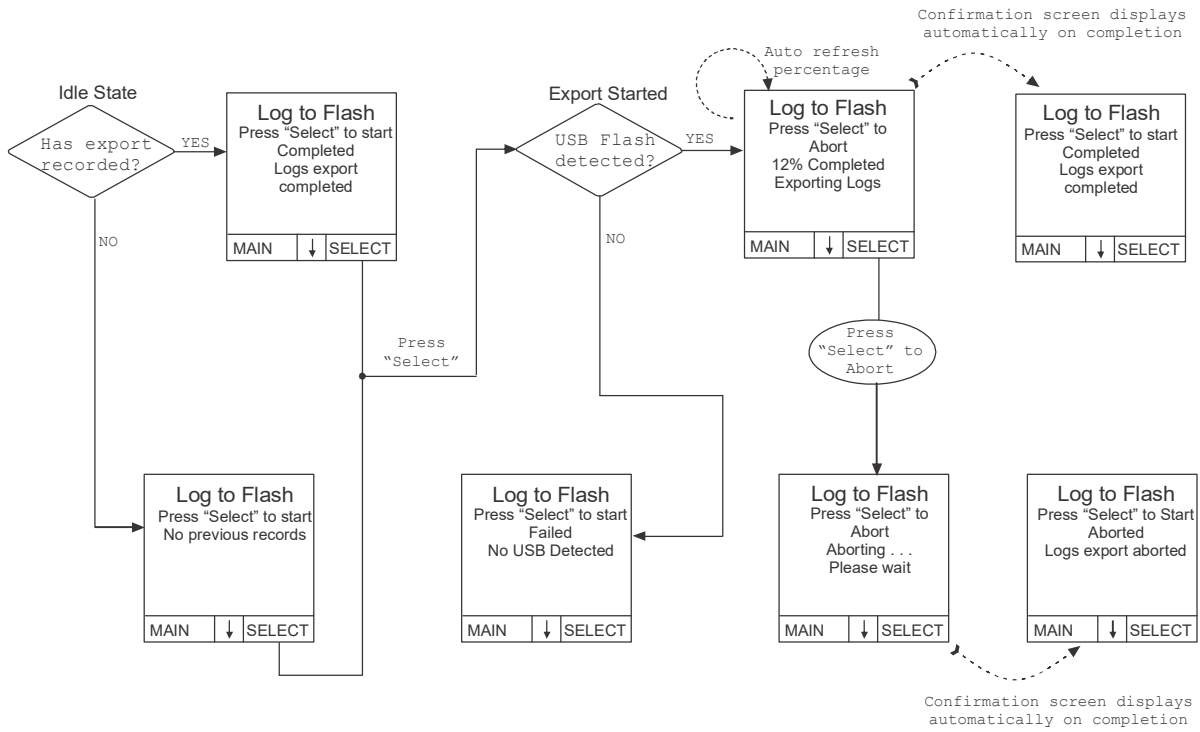 Confirmation screen displays
automatically on completion
Auto refresh
percentage
Idle State
Has export
recorded?
YES
NO
Log to Flash
Press “Select” to start
Completed
Logs export
completed
MAIN ↓ SELECT
Export Started
USB Flash
detected?
YES
NO
Log to Flash
Press “Select” to
Abort
12% Completed
Exporting Logs
MAIN ↓ SELECT
Log to Flash
Press “Select” to start
Completed
Logs export
completed
MAIN ↓ SELECT
Press
“Select”
Press
“Select” to
Abort
Log to Flash
Press “Select” to start
No previous records
MAIN ↓ SELECT
Log to Flash
Press “Select” to start
Failed
No USB Detected
MAIN ↓ SELECT
Log to Flash
Press “Select” to
Abort
Aborting . . .
Please wait
MAIN ↓ SELECT
Log to Flash
Press “Select” to Start
Aborted
Logs export aborted
MAIN ↓ SELECT
Confirmation screen displays
automatically on completion